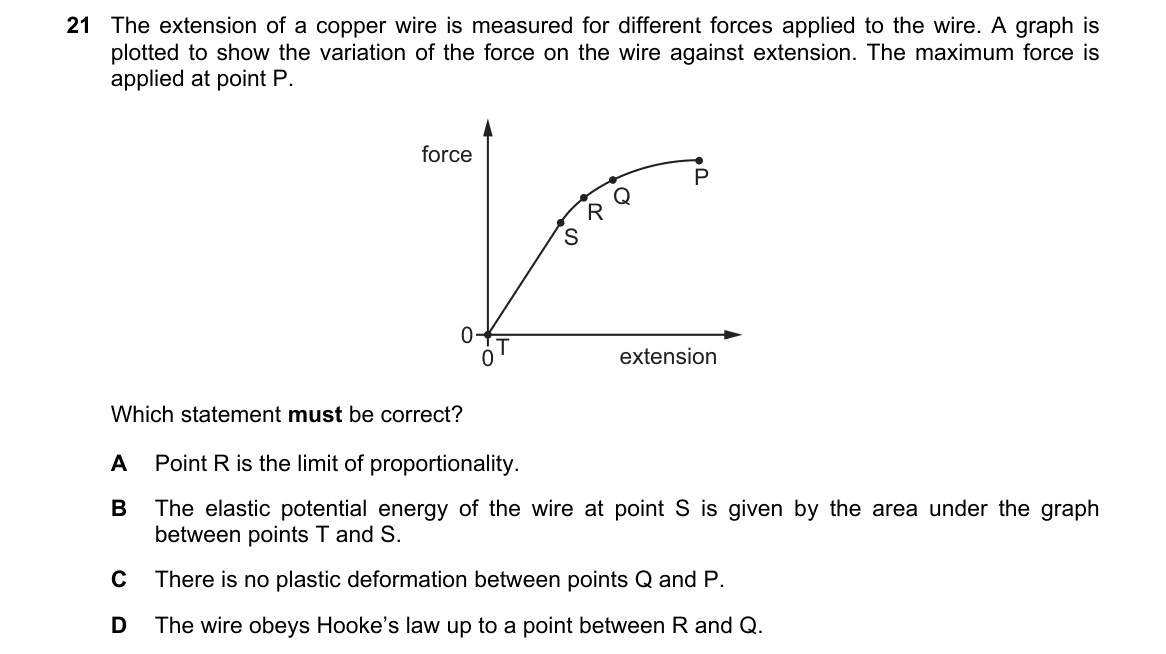 21 The extension of a copper wire is measured for different forces applied to the wire. A graph is
plotted to show the variation of the force on the wire against extension. The maximum force is
applied at point P.
force
P
Q
R
S
0
T
0
extension
Which statement must be correct?
A Point R is the limit of proportionality.
B The elastic potential energy of the wire at point S is given by the area under the graph
between points T and S.
C There is no plastic deformation between points Q and P.
D The wire obeys Hooke’s law up to a point between R and Q.